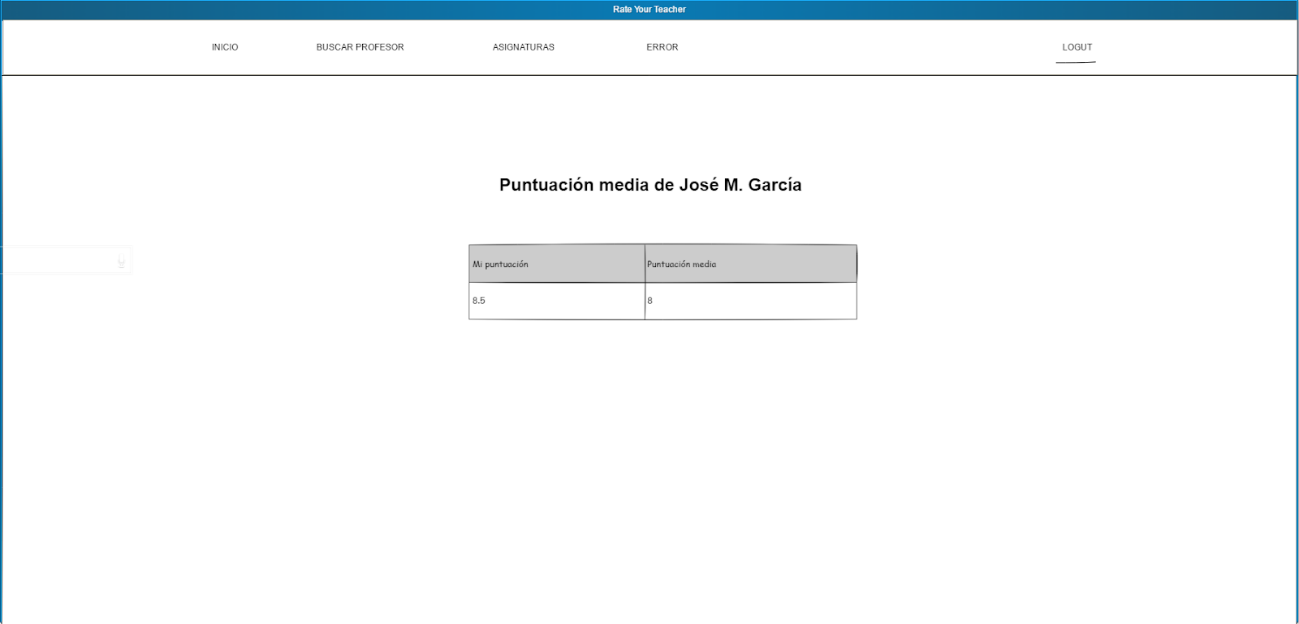 Rate Your Teacher
INICIO BUSCAR PROFESOR ASIGNATURAS ERROR LOGUT
Puntuación media de José M. García
Mi puntuación Puntuación media
8.5 8